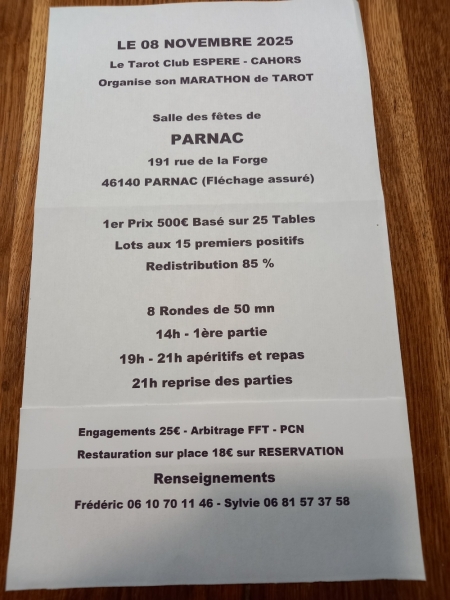 LE 08 NOVEMBRE 2025
Le Tarot Club ESPERE - CAHORS
Organise son MARATHON de TAROT
Salle des fêtes de
PARNAC
191 rue de la Forge
46140 PARNAC (Fléchage assuré)
1er Prix 500€ Basé sur 25 Tables
Lots aux 15 premiers positifs
Redistribution 85 %
8 Rondes de 50 mn
14h - 1ère partie
19h - 21h apéritifs et repas
21h reprise des parties
Engagements 25€ - Arbitrage FFT - PCN
Restauration sur place 18€ sur RESERVATION
Renseignements
Frédéric 06 10 70 11 46 - Sylvie 06 81 57 37 58